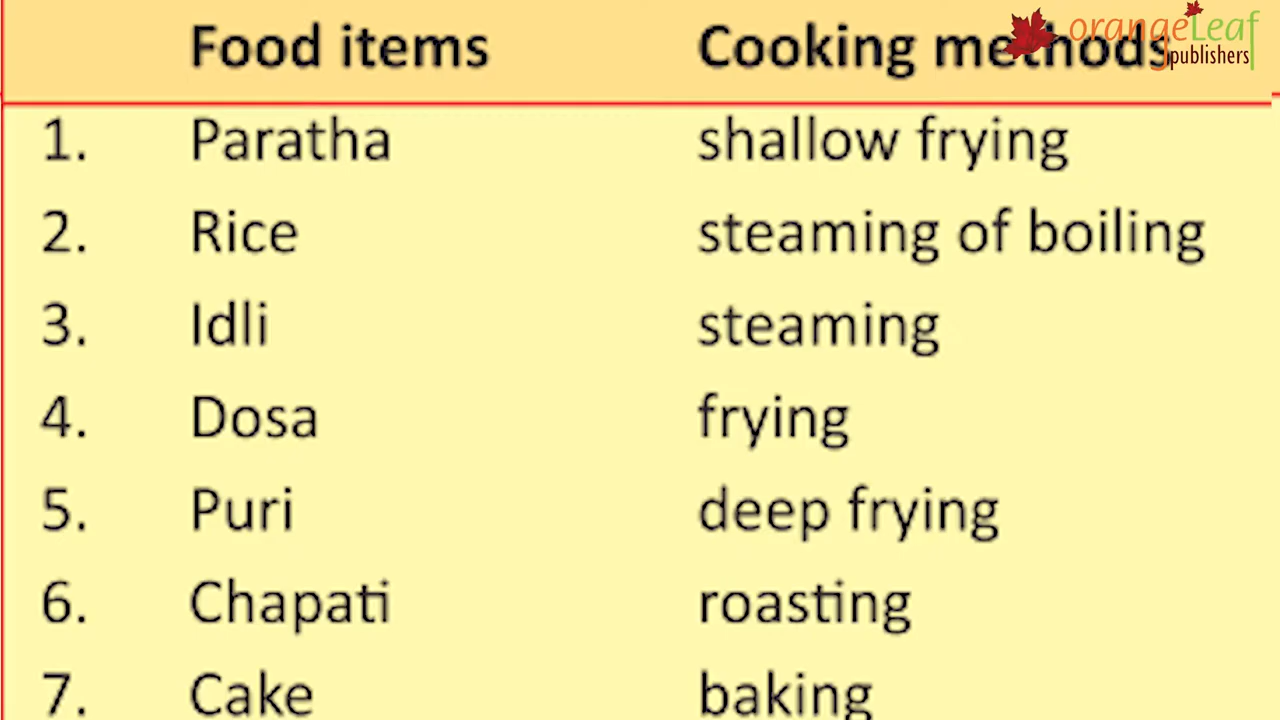 Food items Cooking methods
orangeLeaf
publishers
1. Paratha shallow frying
2. Rice steaming of boiling
3. Idli steaming
4. Dosa frying
5. Puri deep frying
6. Chapati roasting
7. Cake baking